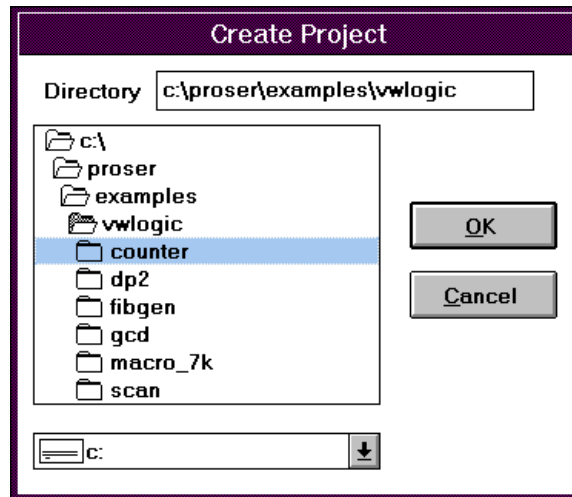 Create Project
Directory c:\proser\examples\vwlogic
c:\
proser
examples
vwlogic
counter
dp2
fibgen
gcd
macro_7k
scan
OK
Cancel
c: